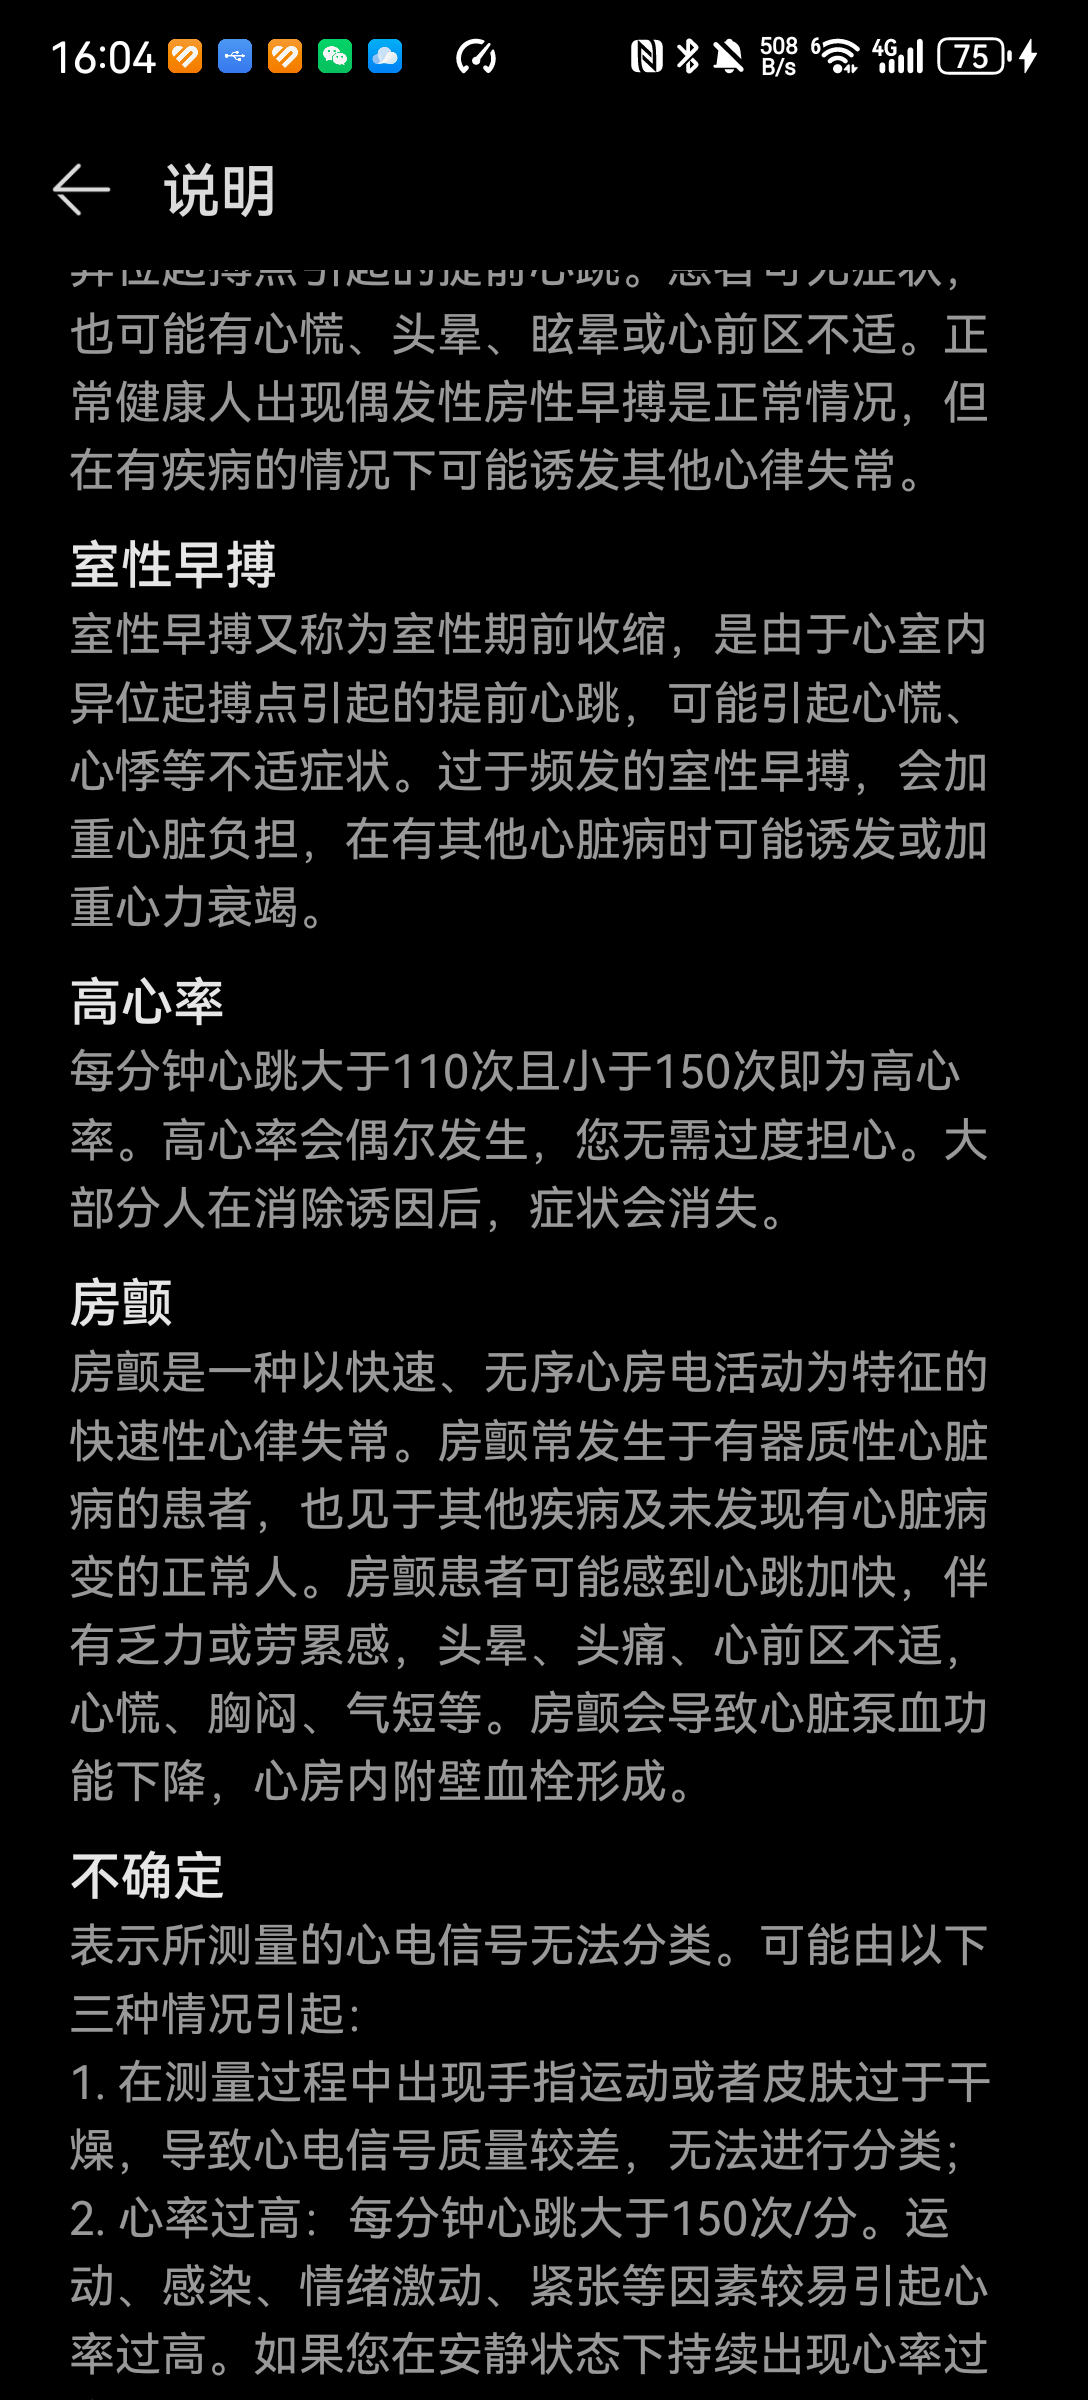 16:04
508
B/s
6
4G
75
说明
异位起搏点引起的提前心跳。患者可无症状，
也可能有心慌、头晕、眩晕或心前区不适。正
常健康人出现偶发性房性早搏是正常情况，但
在有疾病的情况下可能诱发其他心律失常。
室性早搏
室性早搏又称为室性期前收缩，是由于心室内
异位起搏点引起的提前心跳，可能引起心慌、
心悸等不适症状。过于频发的室性早搏，会加
重心脏负担，在有其他心脏病时可能诱发或加
重心力衰竭。
高心率
每分钟心跳大于110次且小于150次即为高心
率。高心率会偶尔发生，您无需过度担心。大
部分人在消除诱因后，症状会消失。
房颤
房颤是一种以快速、无序心房电活动为特征的
快速性心律失常。房颤常发生于有器质性心脏
病的患者，也见于其他疾病及未发现有心脏病
变的正常人。房颤患者可能感到心跳加快，伴
有乏力或劳累感，头晕、头痛、心前区不适，
心慌、胸闷、气短等。房颤会导致心脏泵血功
能下降，心房内附壁血栓形成。
不确定
表示所测量的心电信号无法分类。可能由以下
三种情况引起：
1. 在测量过程中出现手指运动或者皮肤过于干
燥，导致心电信号质量较差，无法进行分类；
2. 心率过高：每分钟心跳大于150次/分。运
动、感染、情绪激动、紧张等因素较易引起心
率过高。如果您在安静状态下持续出现心率过